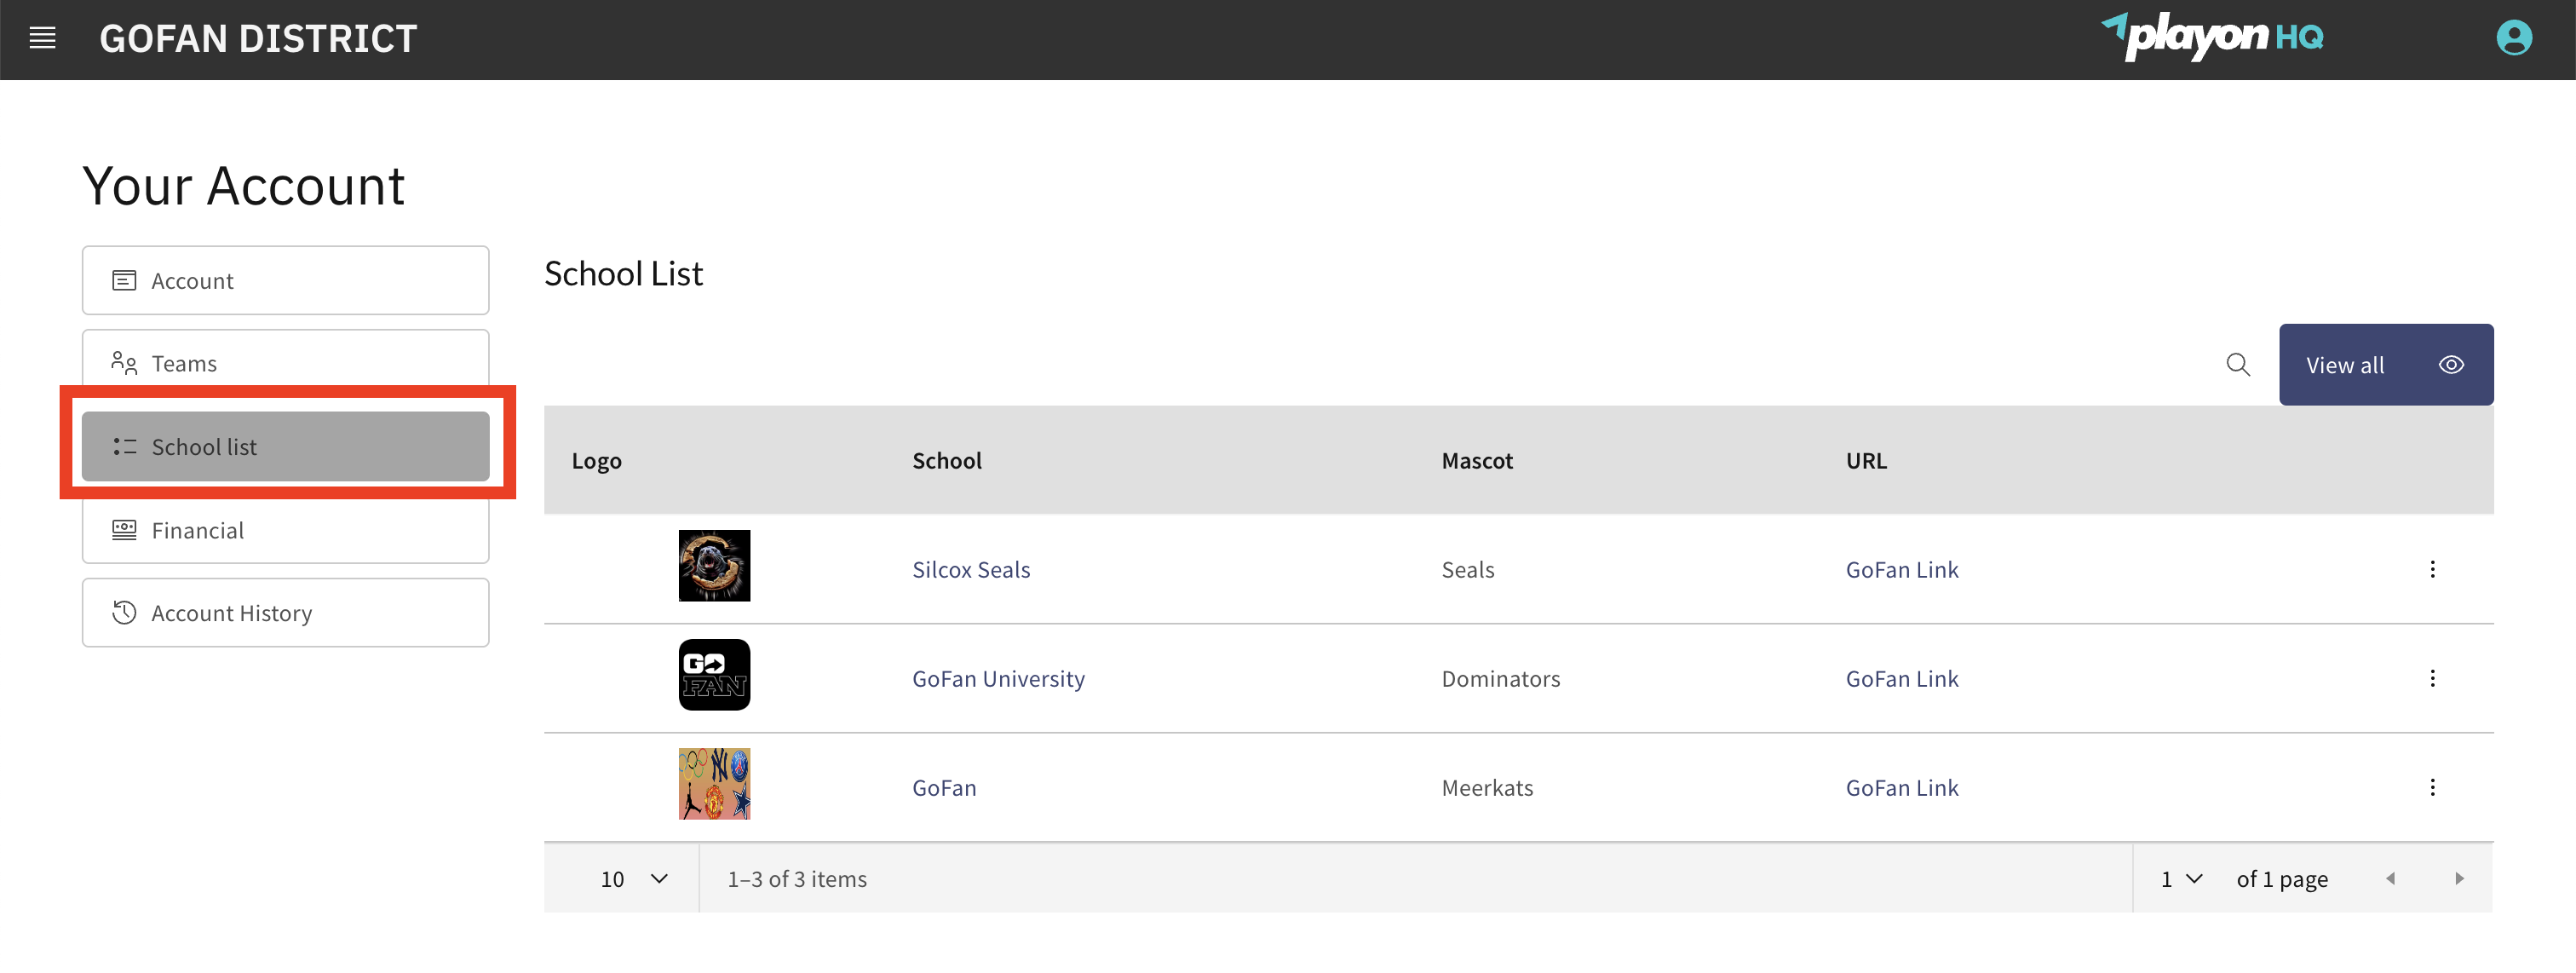 GOFAN DISTRICT
playon HQ
Your Account
Account
Teams
School list
Financial
Account History
School List
View all
Logo School Mascot URL
Silcox Seals Seals GoFan Link
GO FAN
GoFan University Dominators GoFan Link
NY
GoFan Meerkats GoFan Link
10 1–3 of 3 items 1 of 1 page